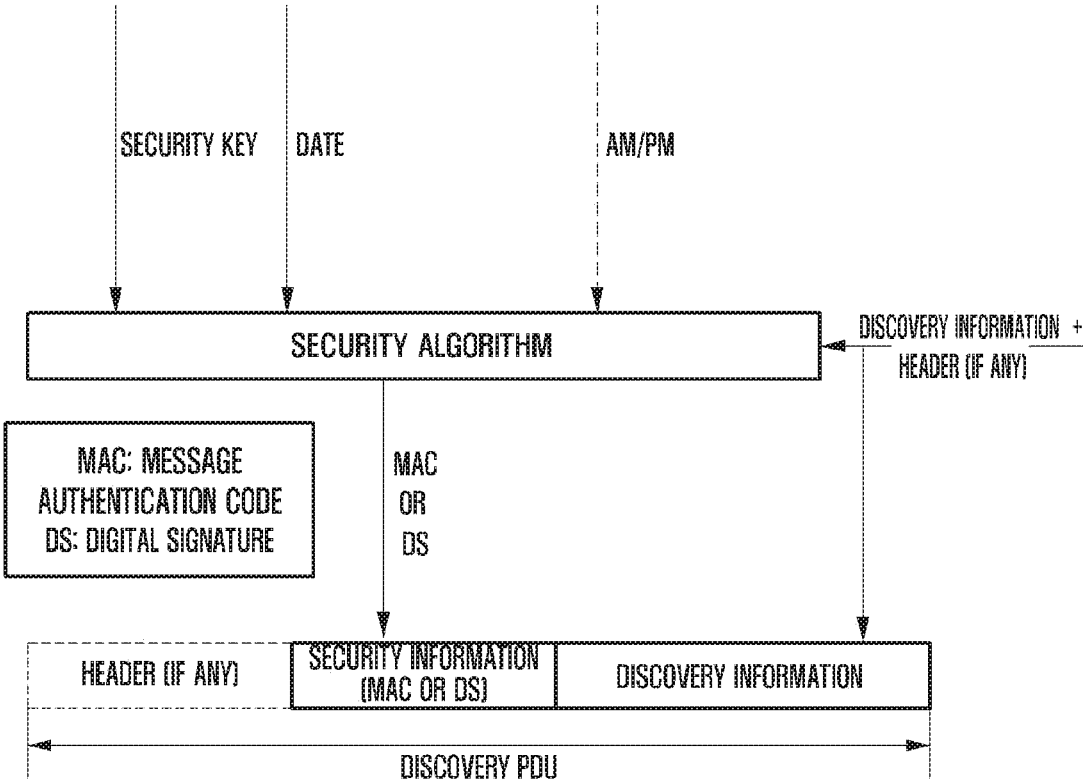 SECURITY KEY
DATE
AM/PM
SECURITY ALGORITHM
DISCOVERY INFORMATION +
HEADER (IF ANY)
MAC: MESSAGE
AUTHENTICATION CODE
DS: DIGITAL SIGNATURE
MAC
OR
DS
HEADER (IF ANY)
SECURITY INFORMATION
(MAC OR DS)
DISCOVERY INFORMATION
DISCOVERY PDU